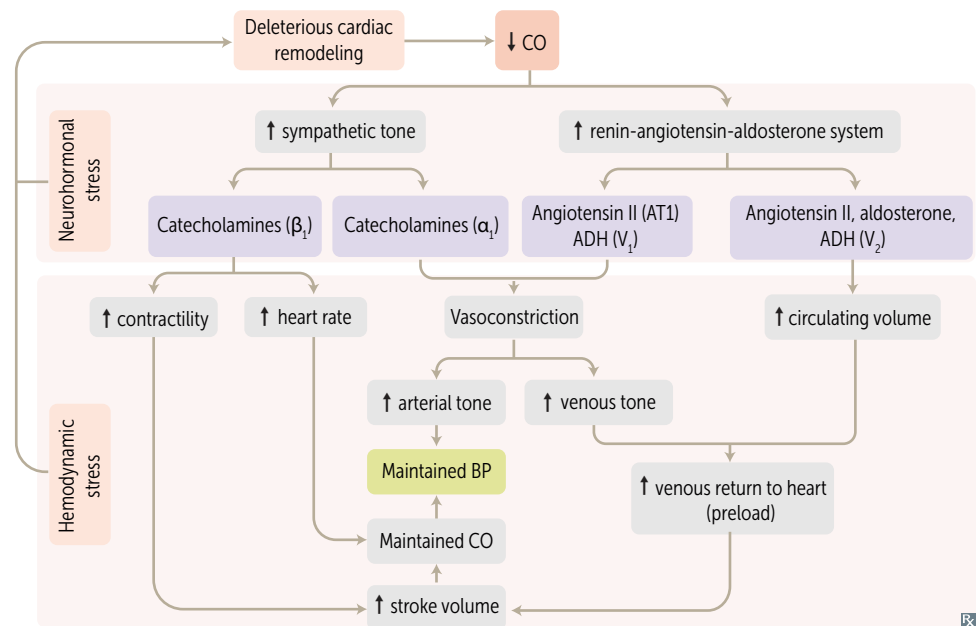 Deleterious cardiac
remodeling
↓ CO
Neurohormonal
stress
↑ sympathetic tone
↑ renin-angiotensin-aldosterone system
Catecholamines (β₁)
Catecholamines (α₁)
Angiotensin II (AT1)
ADH (V₁)
Angiotensin II, aldosterone,
ADH (V₂)
Hemodynamic
stress
↑ contractility
↑ heart rate
Vasoconstriction
↑ circulating volume
↑ arterial tone
↑ venous tone
Maintained BP
↑ venous return to heart
(preload)
Maintained CO
↑ stroke volume
Rx